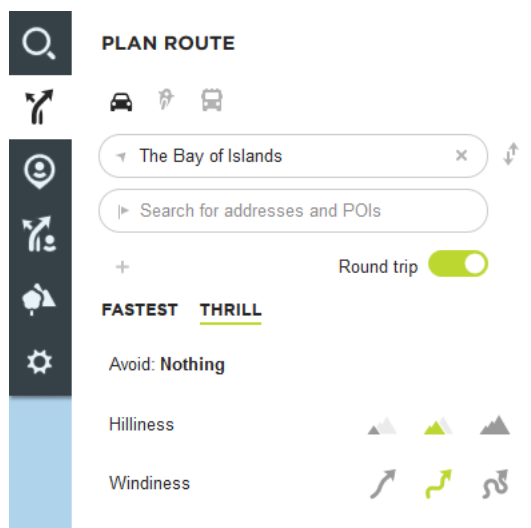 PLAN ROUTE
The Bay of Islands
Search for addresses and POIs
Round trip
FASTEST THRILL
Avoid: Nothing
Hilliness
Windiness